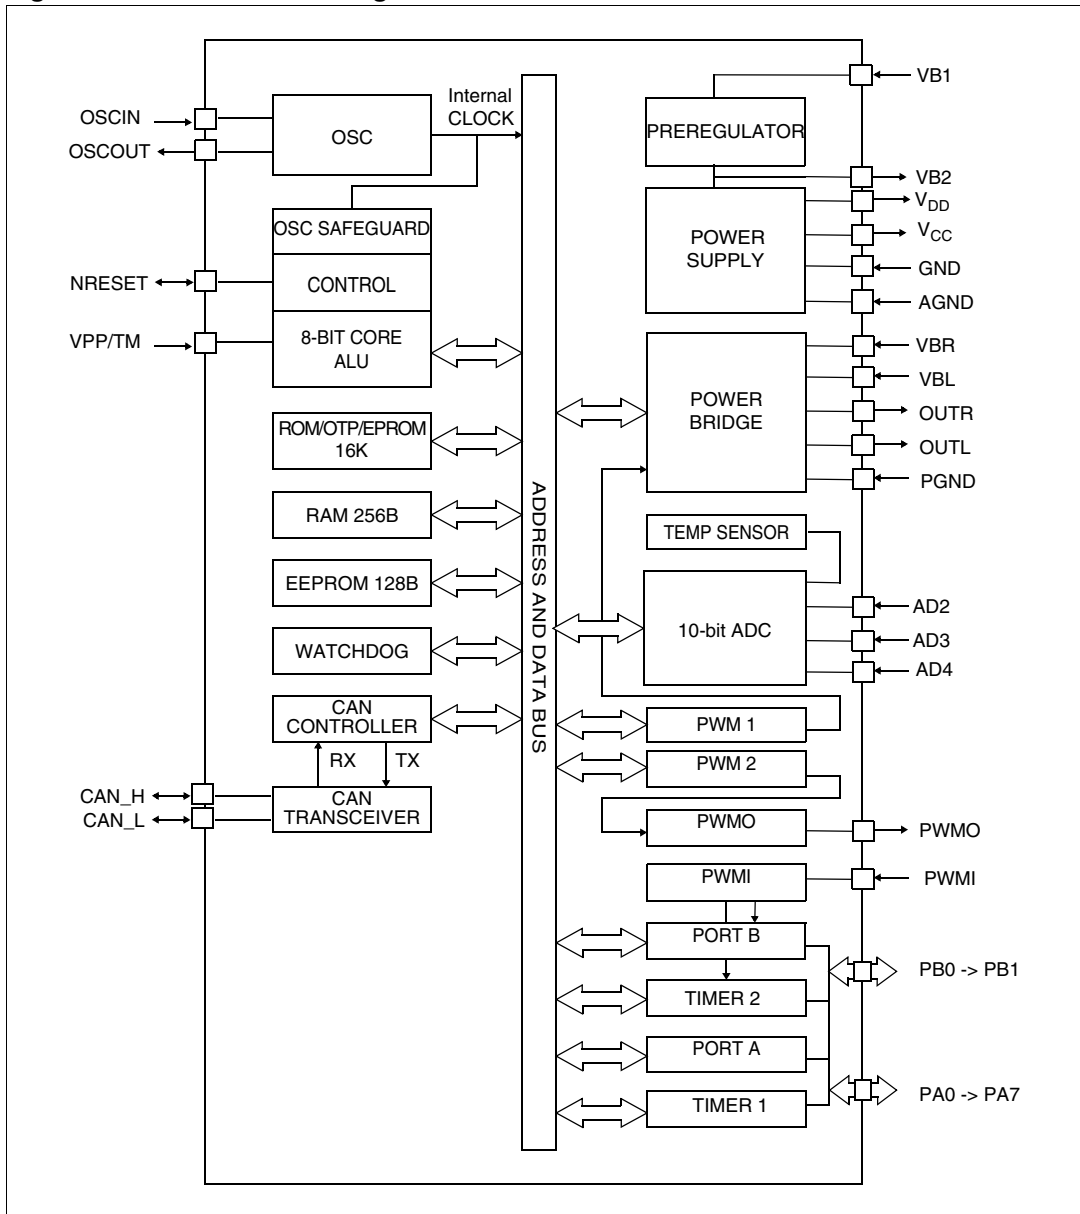 OSCIN
OSCOUT
OSC
Internal
CLOCK
OSC SAFEGUARD
NRESET
CONTROL
VPP/TM
8-BIT CORE
ALU
ROM/OTP/EPROM
16K
RAM 256B
EEPROM 128B
WATCHDOG
CAN
CONTROLLER
RX
TX
CAN_H
CAN_L
CAN
TRANSCEIVER
ADDRESS AND DATA BUS
PREREGULATOR
VB1
VB2
POWER
SUPPLY
VDD
VCC
GND
AGND
POWER
BRIDGE
VBR
VBL
OUTR
OUTL
PGND
TEMP SENSOR
10-bit ADC
AD2
AD3
AD4
PWM 1
PWM 2
PWMO
PWMO
PWMI
PWMI
PORT B
PB0 -> PB1
TIMER 2
PORT A
PA0 -> PA7
TIMER 1